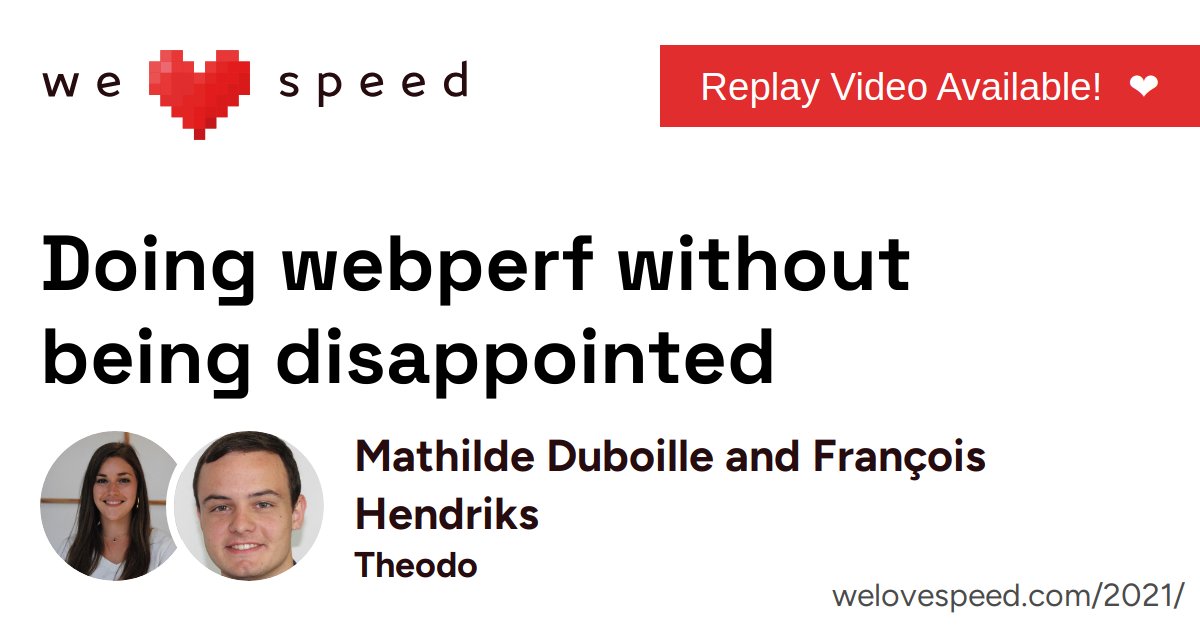 we ❤ speed
Replay Video Available! ❤
Doing webperf without
being disappointed
Mathilde Duboille and François
Hendriks
Theodo
welovespeed.com/2021/